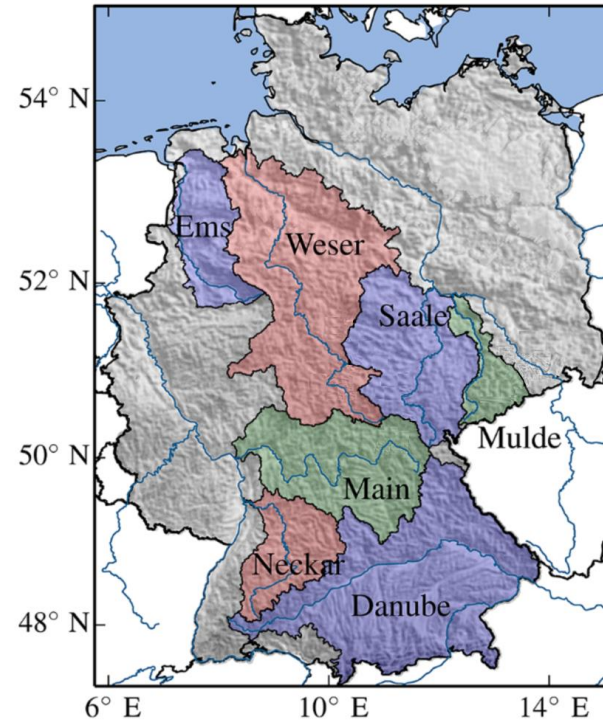 54° N
Ems
Weser
52° N
Saale
Mulde
50° N
Main
Neckar
Danube
48° N
6° E
10° E
14° E